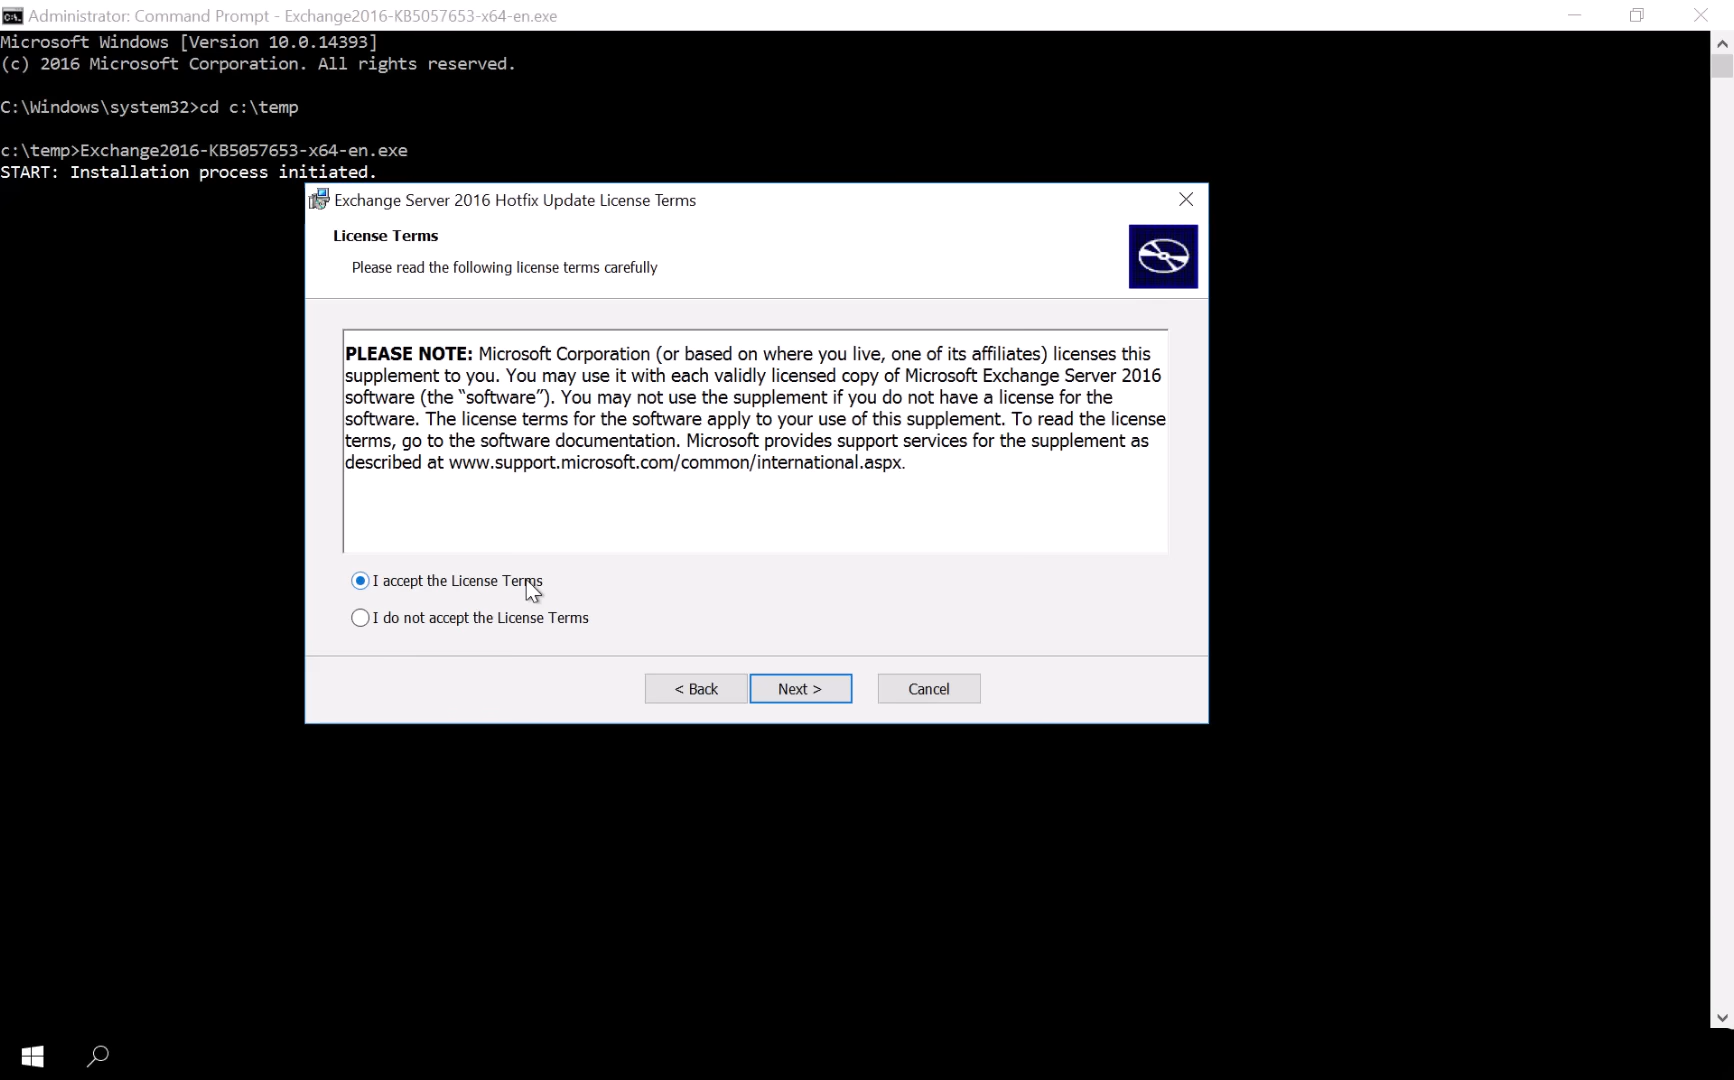 Administrator: Command Prompt - Exchange2016-KB5057653-x64-en.exe
Microsoft Windows [Version 10.0.14393]
(c) 2016 Microsoft Corporation. All rights reserved.
C:\Windows\system32>cd c:\temp
c:\temp>Exchange2016-KB5057653-x64-en.exe
START: Installation process initiated.
Exchange Server 2016 Hotfix Update License Terms
License Terms
Please read the following license terms carefully
PLEASE NOTE: Microsoft Corporation (or based on where you live, one of its affiliates) licenses this
supplement to you. You may use it with each validly licensed copy of Microsoft Exchange Server 2016
software (the “software”). You may not use the supplement if you do not have a license for the
software. The license terms for the software apply to your use of this supplement. To read the license
terms, go to the software documentation. Microsoft provides support services for the supplement as
described at www.support.microsoft.com/common/international.aspx.
I accept the License Terms
I do not accept the License Terms
< Back Next > Cancel